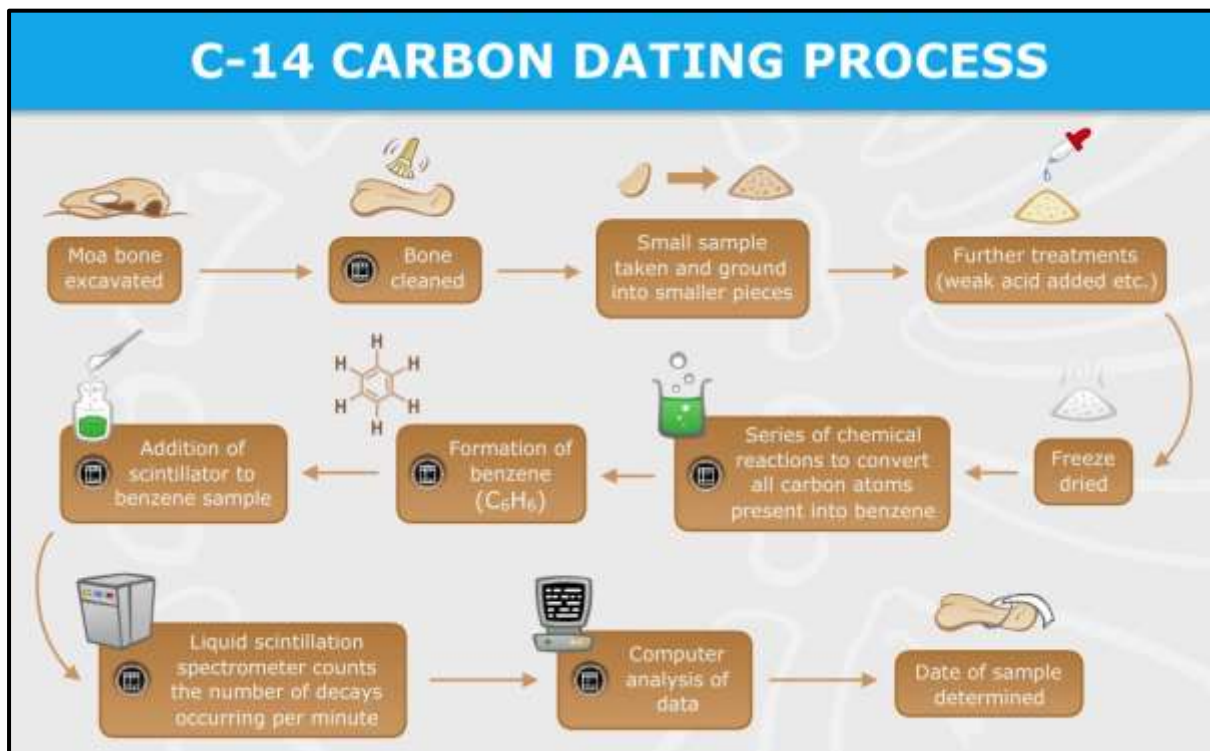 C-14 CARBON DATING PROCESS
Moa bone
excavated
Bone
cleaned
Small sample
taken and ground
into smaller pieces
Further treatments
(weak acid added etc.)
Freeze
dried
Series of chemical
reactions to convert
all carbon atoms
present into benzene
H H
H H
H H
Formation of
benzene
(C₆H₆)
Addition of
scintillator to
benzene sample
Liquid scintillation
spectrometer counts
the number of decays
occurring per minute
Computer
analysis of
data
Date of sample
determined